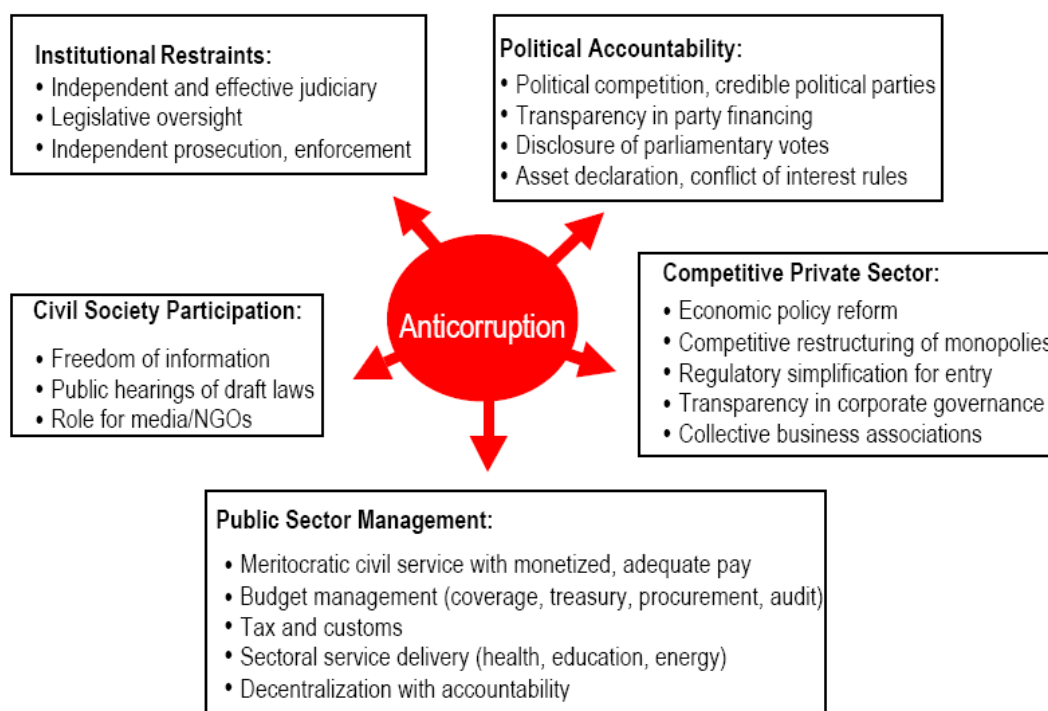 Institutional Restraints:
• Independent and effective judiciary
• Legislative oversight
• Independent prosecution, enforcement
Political Accountability:
• Political competition, credible political parties
• Transparency in party financing
• Disclosure of parliamentary votes
• Asset declaration, conflict of interest rules
Anticorruption
Civil Society Participation:
• Freedom of information
• Public hearings of draft laws
• Role for media/NGOs
Competitive Private Sector:
• Economic policy reform
• Competitive restructuring of monopolies
• Regulatory simplification for entry
• Transparency in corporate governance
• Collective business associations
Public Sector Management:
• Meritocratic civil service with monetized, adequate pay
• Budget management (coverage, treasury, procurement, audit)
• Tax and customs
• Sectoral service delivery (health, education, energy)
• Decentralization with accountability